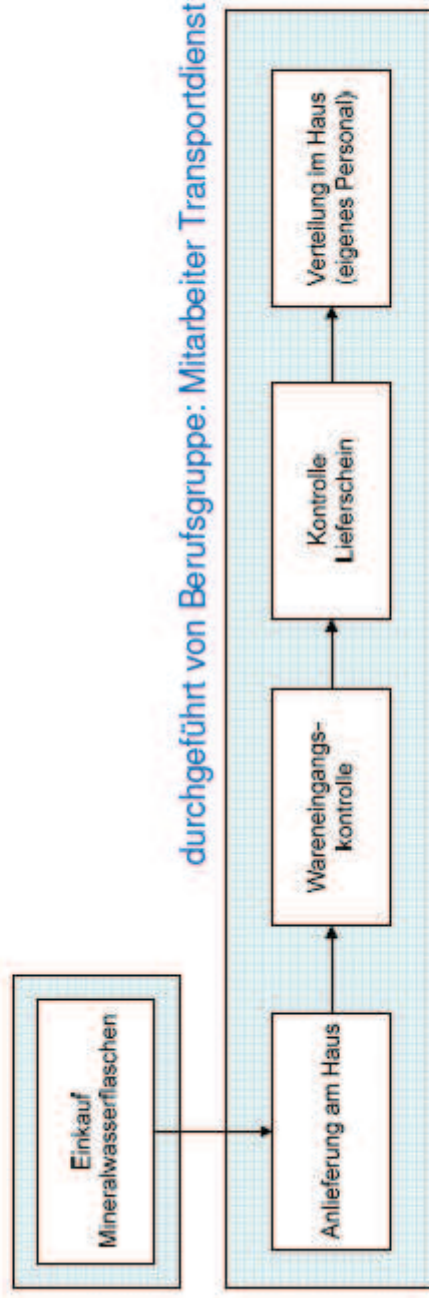 Einkauf
Mineralwasserflaschen
durchgeführt von Berufsgruppe: Mitarbeiter Transportdienst
Anlieferung am Haus
Wareneingangs-
kontrolle
Kontrolle
Lieferschein
Verteilung im Haus
(eigenes Personal)